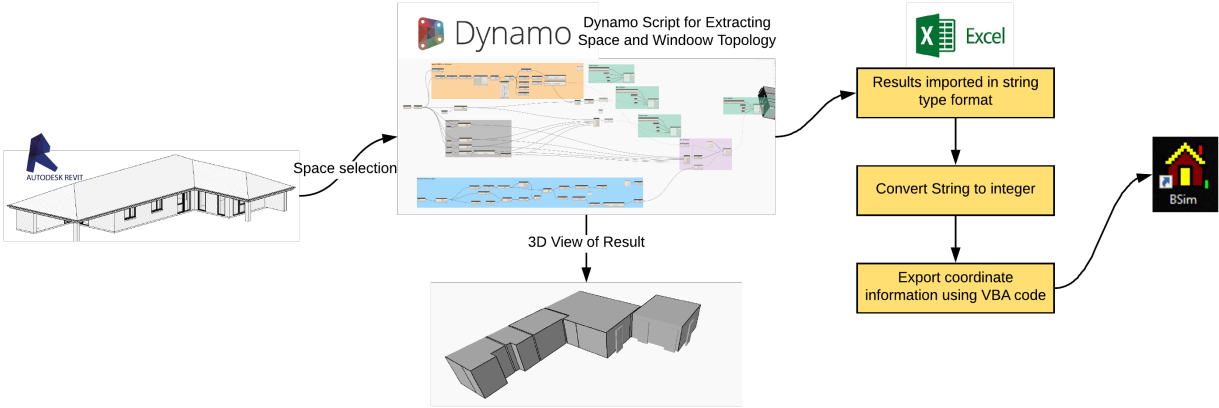 AUTODESK REVIT
Space selection
Dynamo
Dynamo Script for Extracting
Space and Windoow Topology
3D View of Result
Excel
Results imported in string
type format
Convert String to integer
Export coordinate
information using VBA code
BSim